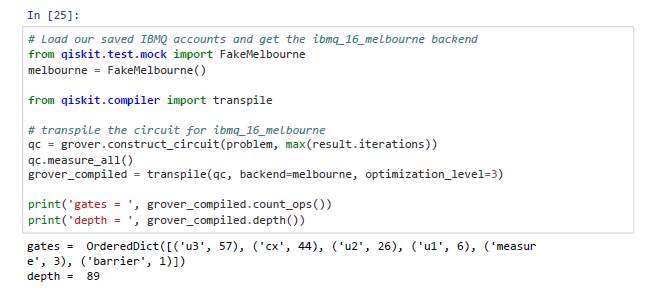 In [25]:
# Load our saved IBMQ accounts and get the ibmq_16_melbourne backend
from qiskit.test.mock import FakeMelbourne
melbourne = FakeMelbourne()
from qiskit.compiler import transpile
# transpile the circuit for ibmq_16_melbourne
qc = grover.construct_circuit(problem, max(result.iterations))
qc.measure_all()
grover_compiled = transpile(qc, backend=melbourne, optimization_level=3)
print('gates = ', grover_compiled.count_ops())
print('depth = ', grover_compiled.depth())
gates =  OrderedDict([('u3', 57), ('cx', 44), ('u2', 26), ('u1', 6), ('measur
e', 3), ('barrier', 1)])
depth =  89